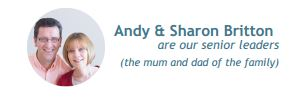 Andy & Sharon Britton
are our senior leaders
(the mum and dad of the family)